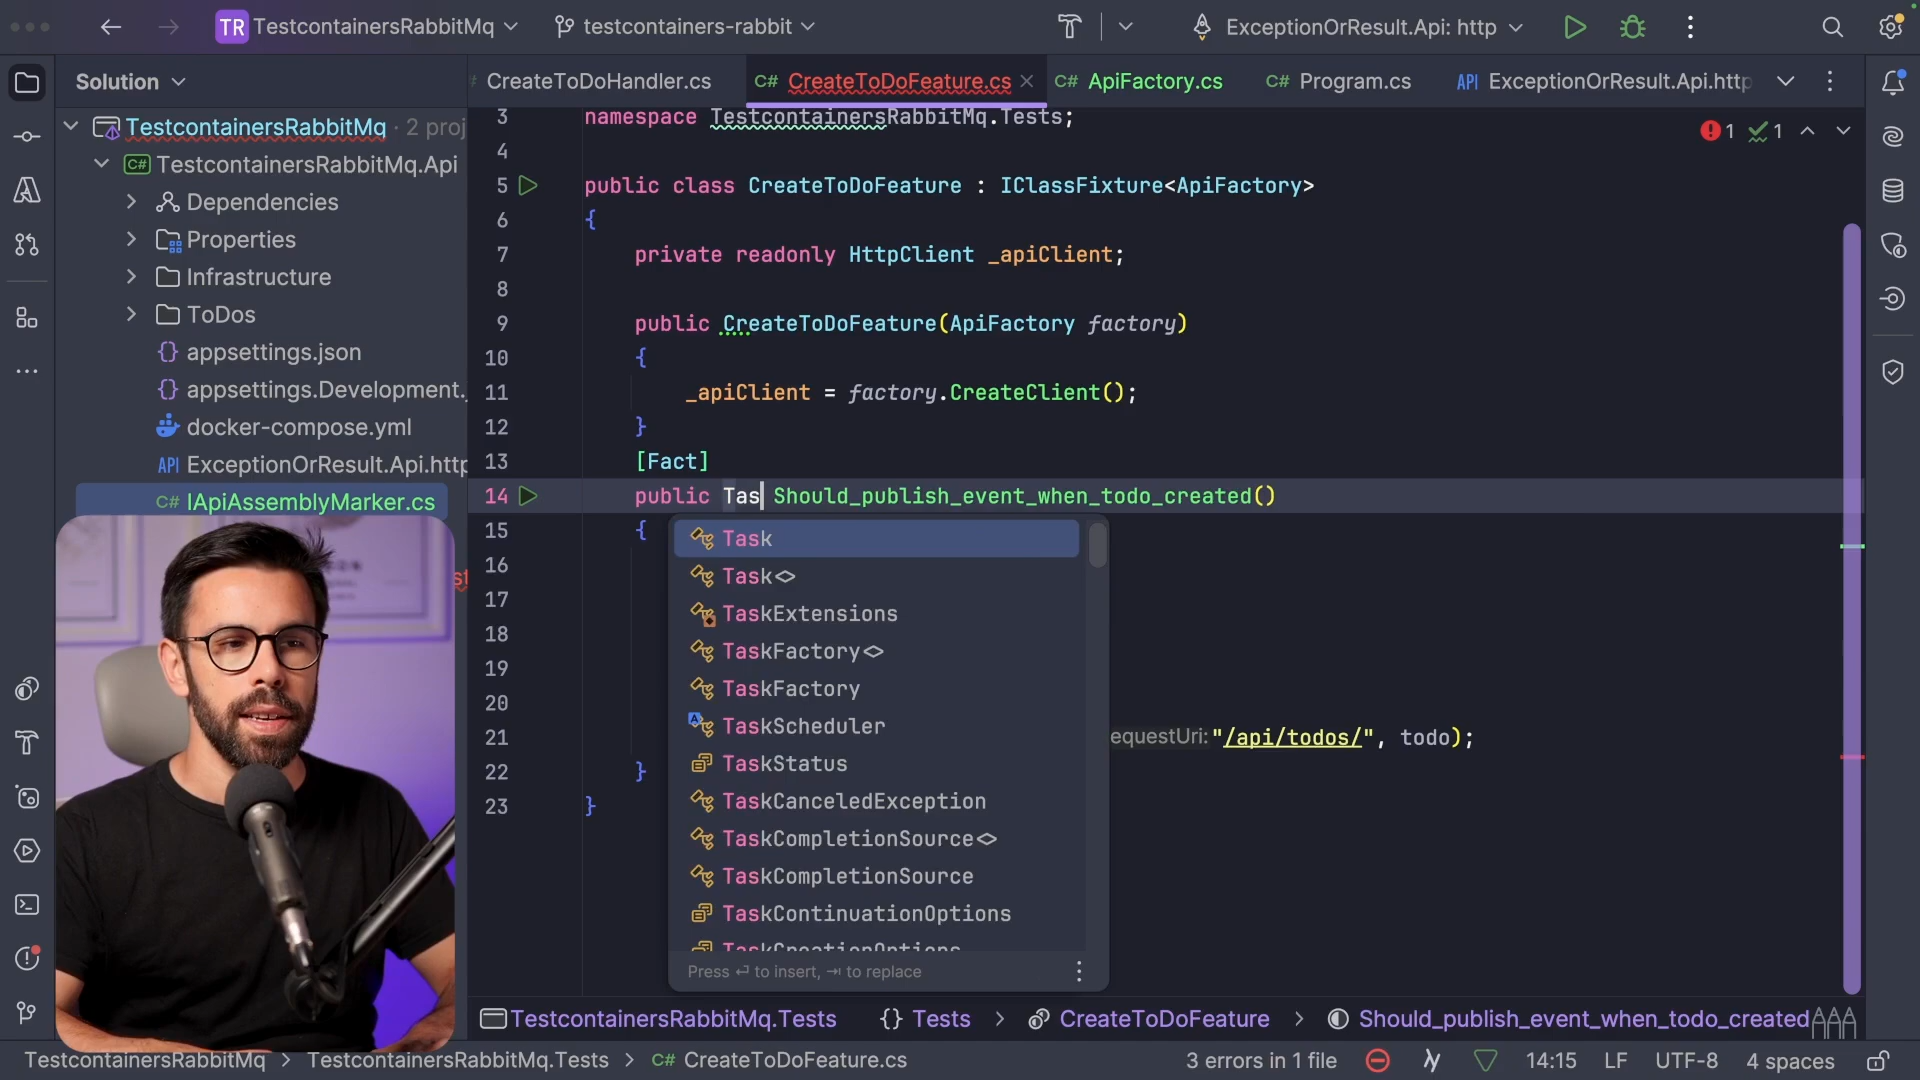 TR TestcontainersRabbitMq testcontainers-rabbit ExceptionOrResult.Api: http
Solution
CreateToDoHandler.cs C# CreateToDoFeature.cs C# ApiFactory.cs C# Program.cs API ExceptionOrResult.Api.http
TestcontainersRabbitMq · 2 proj
C# TestcontainersRabbitMq.Api
Dependencies
Properties
Infrastructure
ToDos
{} appsettings.json
{} appsettings.Development.
docker-compose.yml
API ExceptionOrResult.Api.http
C# IApiAssemblyMarker.cs
3 namespace TestcontainersRabbitMq.Tests;
1 1
4
5 public class CreateToDoFeature : IClassFixture<ApiFactory>
6 {
7 private readonly HttpClient _apiClient;
8
9 public CreateToDoFeature(ApiFactory factory)
10 {
11 _apiClient = factory.CreateClient();
12 }
13 [Fact]
14 public Tas Should_publish_event_when_todo_created()
15 {
16
17
18
19
20
21 equestUri: "/api/todos/", todo);
22 }
23 }
Task
Task<>
TaskExtensions
TaskFactory<>
TaskFactory
TaskScheduler
TaskStatus
TaskCanceledException
TaskCompletionSource<>
TaskCompletionSource
TaskContinuationOptions
TaskCreationOptions
Press ↵ to insert, ⇥ to replace
TestcontainersRabbitMq.Tests {} Tests > CreateToDoFeature > Should_publish_event_when_todo_created
TestcontainersRabbitMq > TestcontainersRabbitMq.Tests > C# CreateToDoFeature.cs 3 errors in 1 file 14:15 LF UTF-8 4 spaces